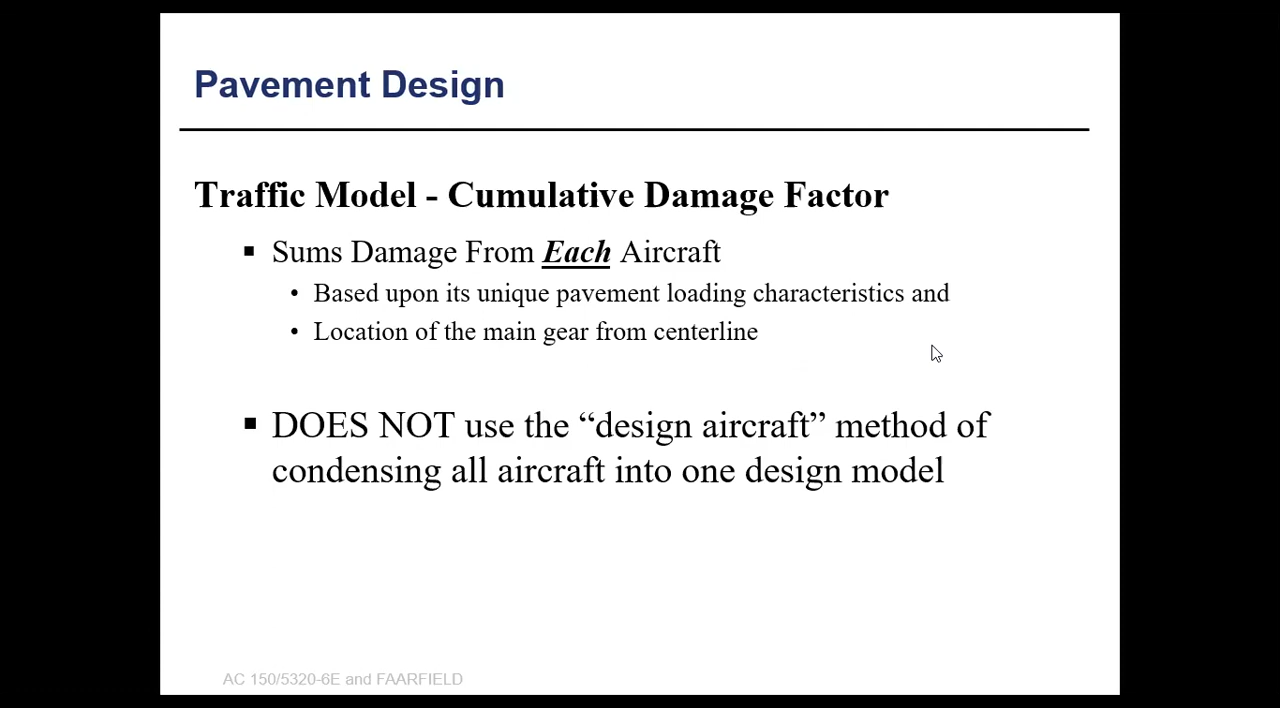 Pavement Design
Traffic Model - Cumulative Damage Factor
▪ Sums Damage From Each Aircraft
• Based upon its unique pavement loading characteristics and
• Location of the main gear from centerline
▪ DOES NOT use the “design aircraft” method of
condensing all aircraft into one design model
AC 150/5320-6E and FAARFIELD